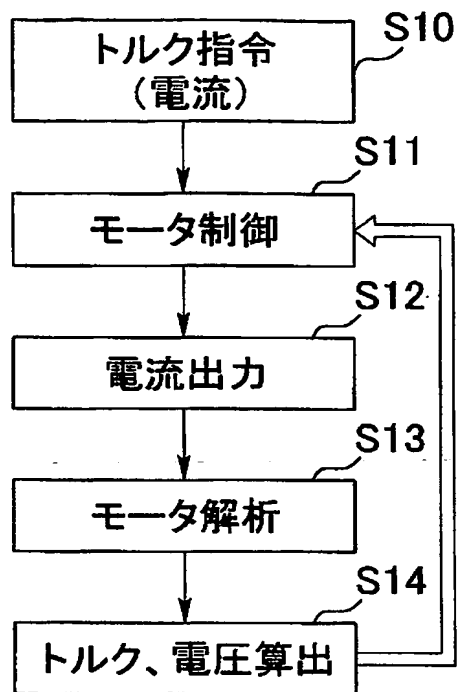 S10
トルク指令
(電流)
S11
モータ制御
S12
電流出力
S13
モータ解析
S14
トルク、電圧算出